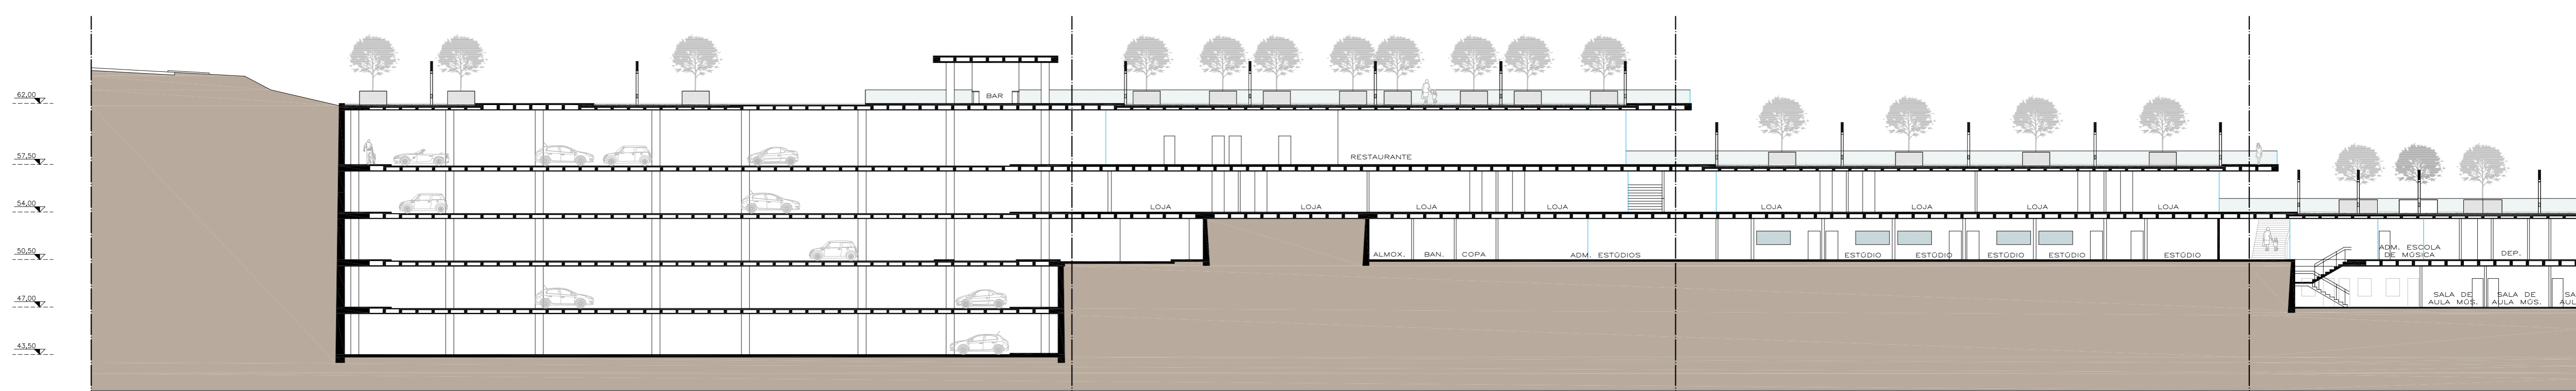 62,00
BAR
57,50
RESTAURANTE
54,00
LOJA
LOJA
LOJA
LOJA
LOJA
LOJA
LOJA
LOJA
50,50
ALMOX.
BAN.
COPA
ADM. ESTÚDIOS
ESTÚDIO
ESTÚDIO
ESTÚDIO
ESTÚDIO
ESTÚDIO
ADM. ESCOLA
DE MÚSICA
DEP.
47,00
SALA DE
AULA MÚS.
SALA DE
AULA MÚS.
43,50